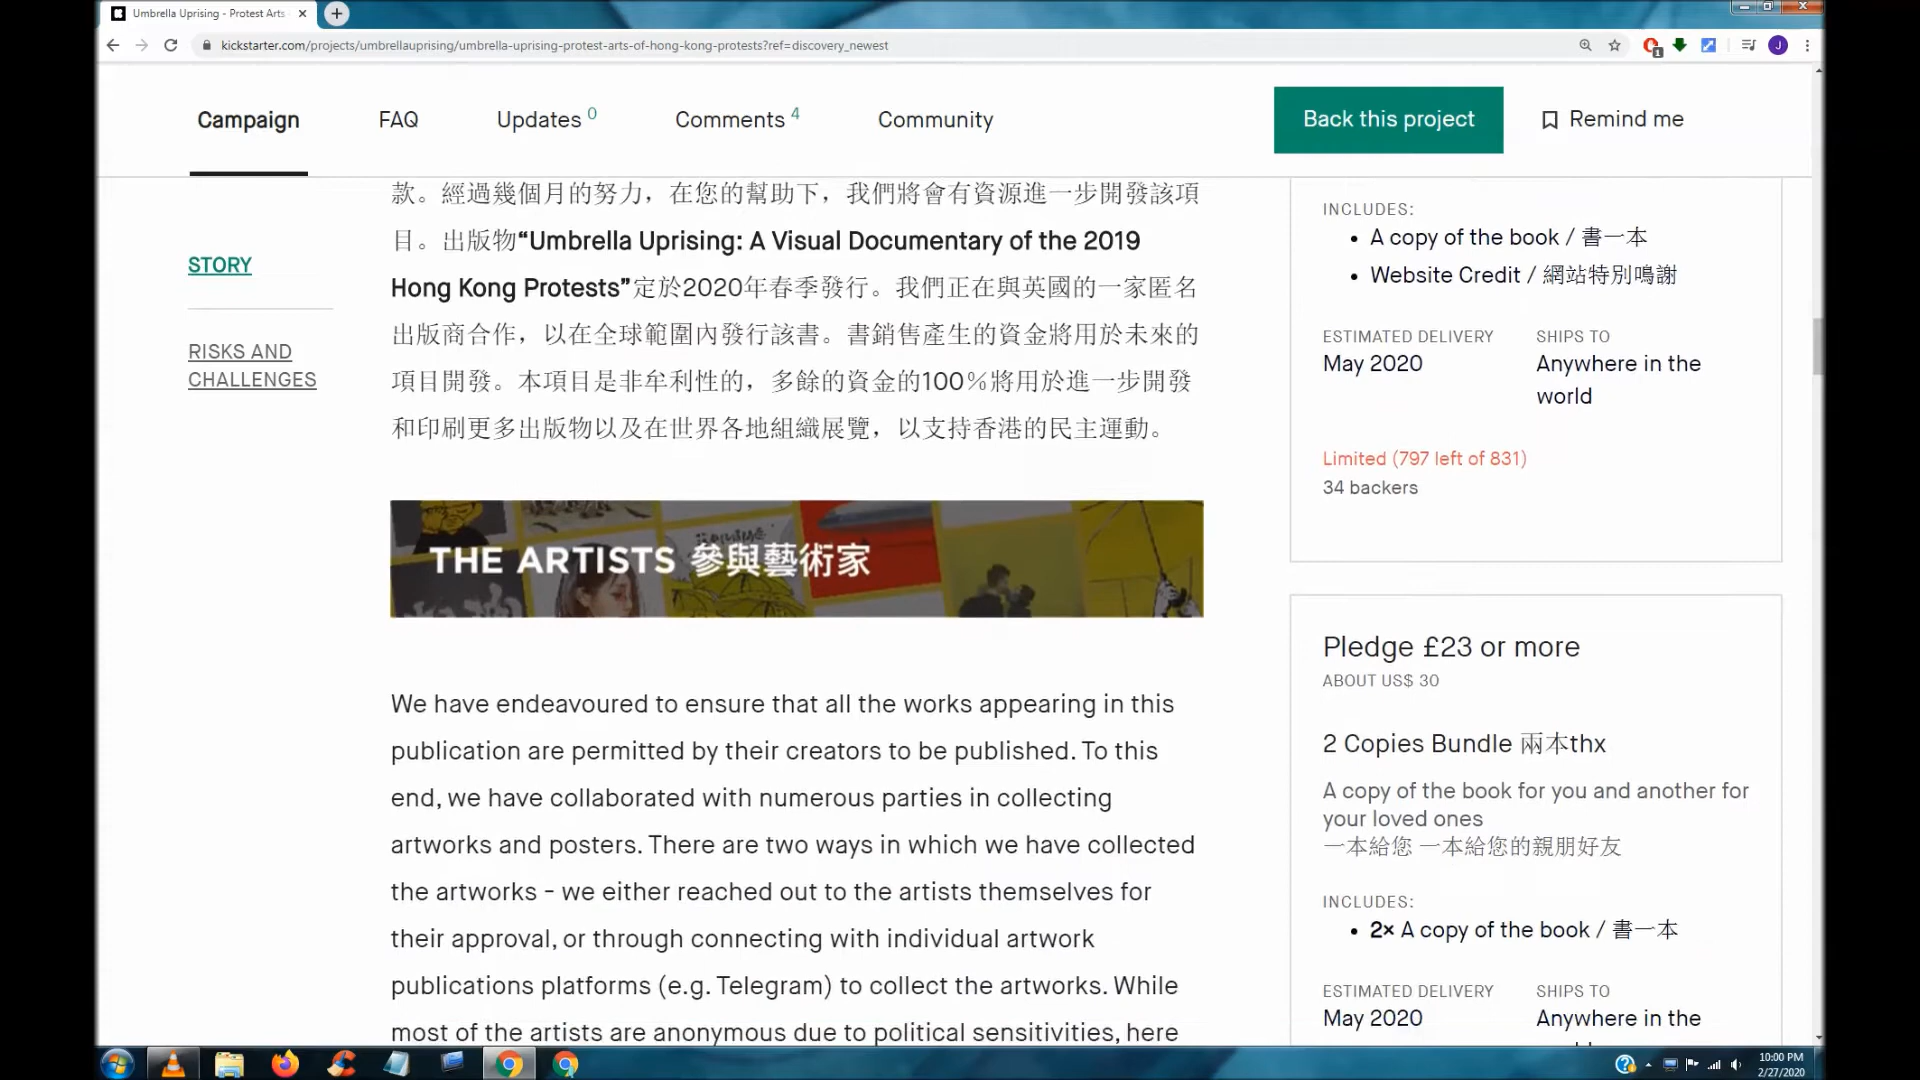 Umbrella Uprising - Protest Arts
kickstarter.com/projects/umbrellauprising/umbrella-uprising-protest-arts-of-hong-kong-protests?ref=discovery_newest
1
J
Campaign
FAQ
Updates 0
Comments 4
Community
Back this project
Remind me
STORY
RISKS AND
CHALLENGES
款。經過幾個月的努力，在您的幫助下，我們將會有資源進一步開發該項
目。出版物“Umbrella Uprising: A Visual Documentary of the 2019
Hong Kong Protests”定於2020年春季發行。我們正在與英國的一家匿名
出版商合作，以在全球範圍內發行該書。書銷售產生的資金將用於未來的
項目開發。本項目是非牟利性的，多餘的資金的100％將用於進一步開發
和印刷更多出版物以及在世界各地組織展覽，以支持香港的民主運動。
THE ARTISTS 參與藝術家
We have endeavoured to ensure that all the works appearing in this
publication are permitted by their creators to be published. To this
end, we have collaborated with numerous parties in collecting
artworks and posters. There are two ways in which we have collected
the artworks - we either reached out to the artists themselves for
their approval, or through connecting with individual artwork
publications platforms (e.g. Telegram) to collect the artworks. While
most of the artists are anonymous due to political sensitivities, here
INCLUDES:
• A copy of the book / 書一本
• Website Credit / 網站特別鳴謝
ESTIMATED DELIVERY
May 2020
SHIPS TO
Anywhere in the
world
Limited (797 left of 831)
34 backers
Pledge £23 or more
ABOUT US$ 30
2 Copies Bundle 兩本thx
A copy of the book for you and another for
your loved ones
一本給您 一本給您的親朋好友
INCLUDES:
• 2× A copy of the book / 書一本
ESTIMATED DELIVERY
May 2020
SHIPS TO
Anywhere in the
10:00 PM
2/27/2020